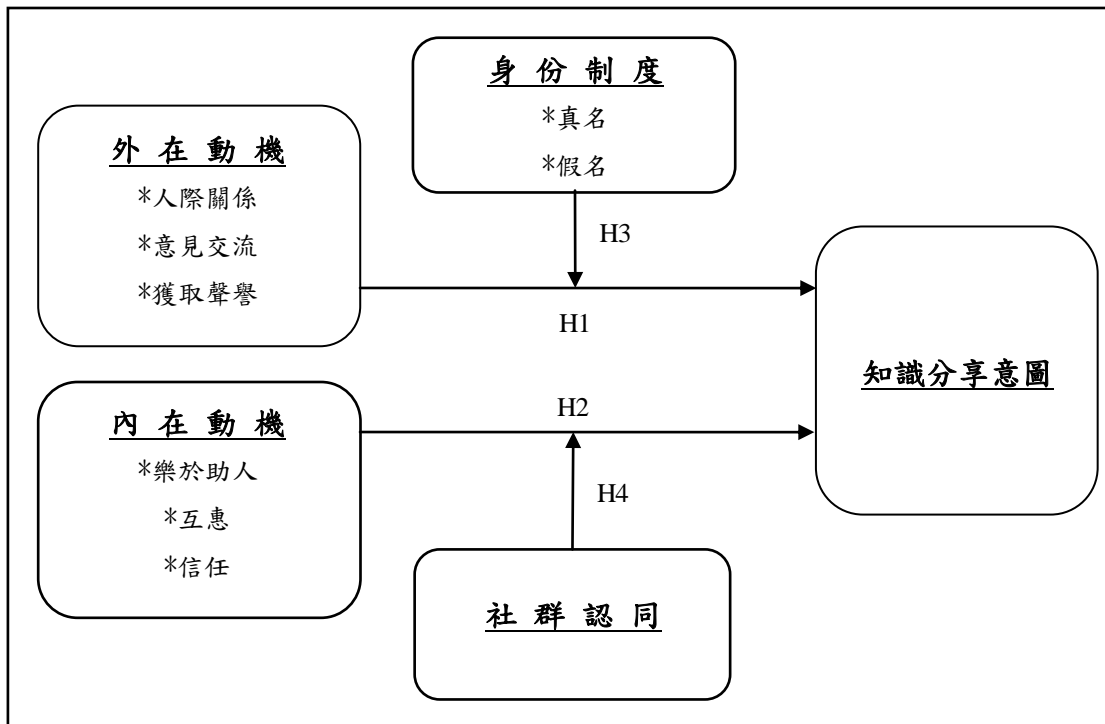 身份制度
*真名
*假名
外在動機
*人際關係
*意見交流
*獲取聲譽
H3
H1
知識分享意圖
內在動機
*樂於助人
*互惠
*信任
H2
H4
社群認同